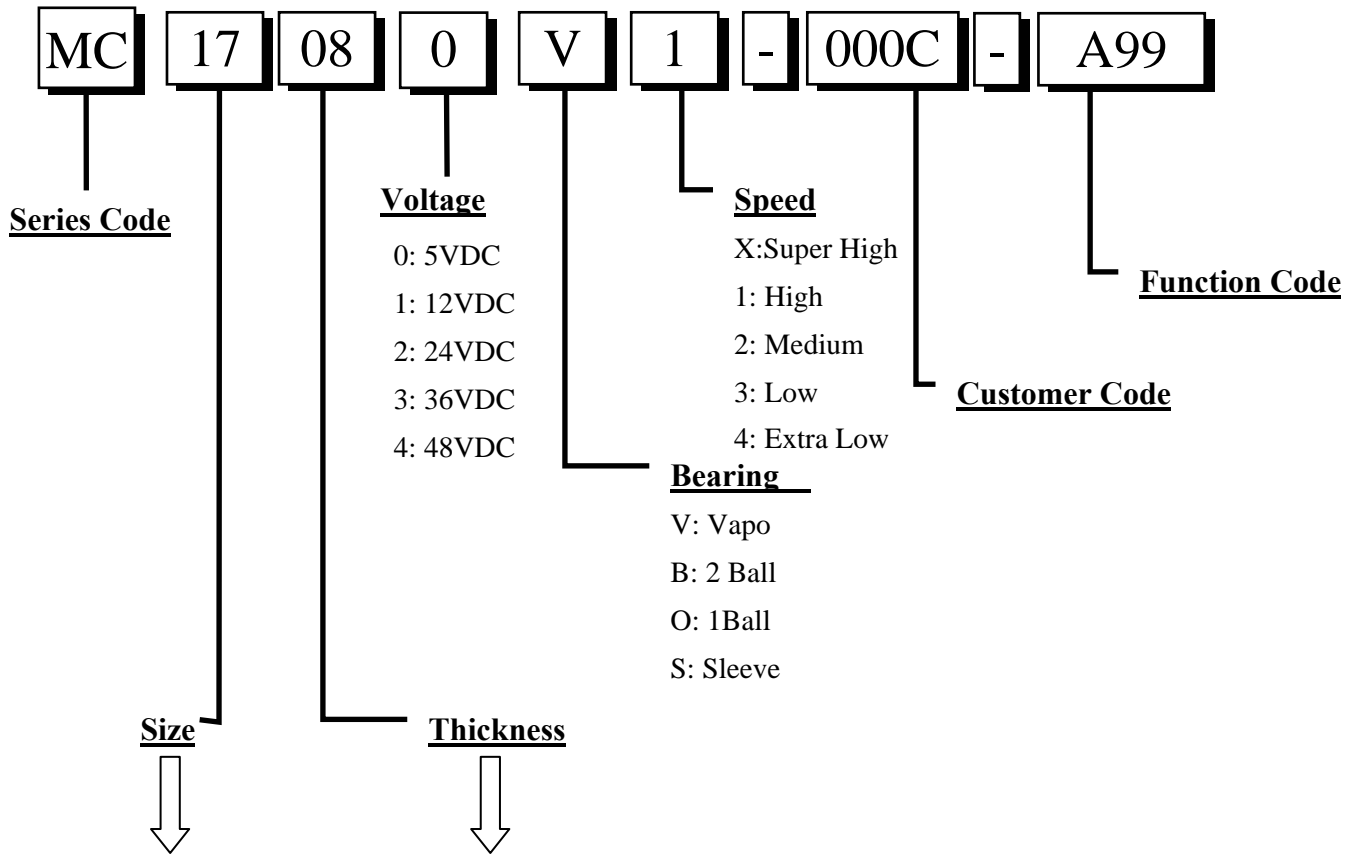 MC 17 08 0 V 1 - 000C - A99
Series Code
Voltage
0: 5VDC
1: 12VDC
2: 24VDC
3: 36VDC
4: 48VDC
Speed
X:Super High
1: High
2: Medium
3: Low
4: Extra Low
Function Code
Customer Code
Bearing
V: Vapo
B: 2 Ball
O: 1Ball
S: Sleeve
Size
Thickness